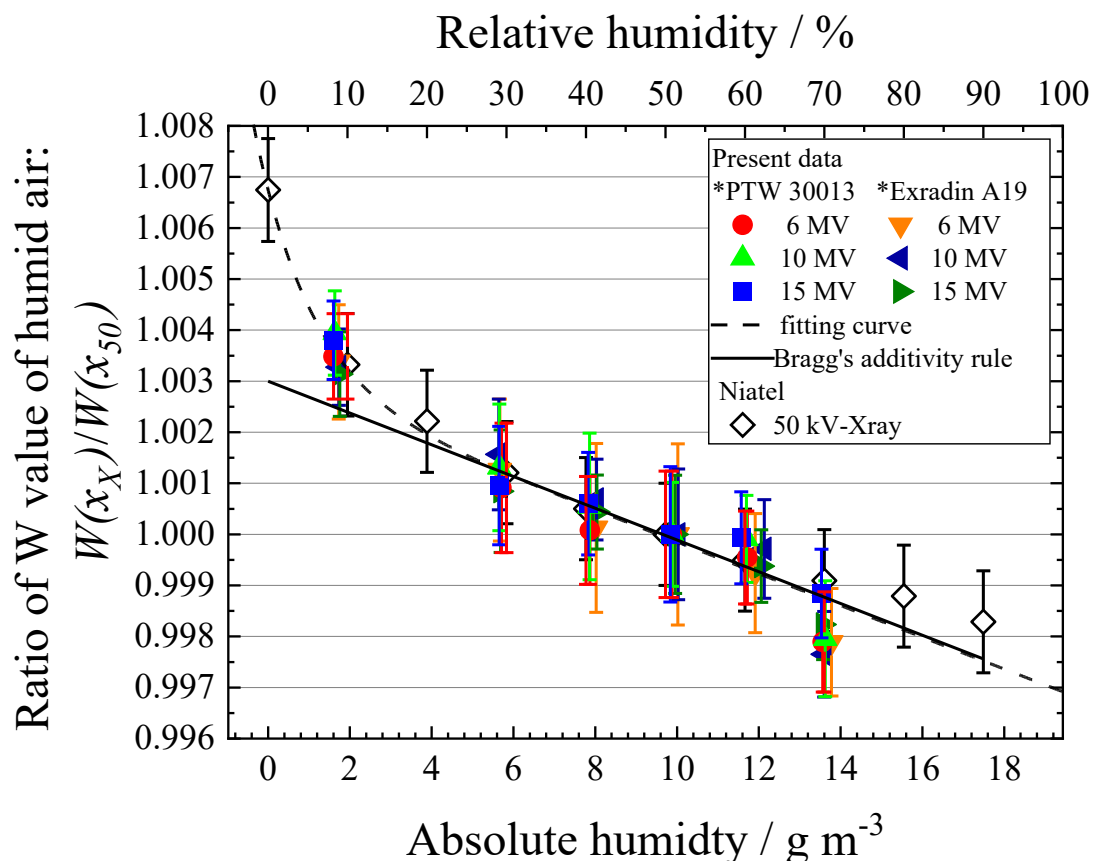 Relative humidity / %
0 10 20 30 40 50 60 70 80 90 100
Ratio of W value of humid air:
W(x_X)/W(x_50)
1.008
1.007
1.006
1.005
1.004
1.003
1.002
1.001
1.000
0.999
0.998
0.997
0.996
Present data
*PTW 30013 *Exradin A19
6 MV 6 MV
10 MV 10 MV
15 MV 15 MV
fitting curve
Bragg's additivity rule
Niatel
50 kV-Xray
0 2 4 6 8 10 12 14 16 18
Absolute humidty / g m⁻³